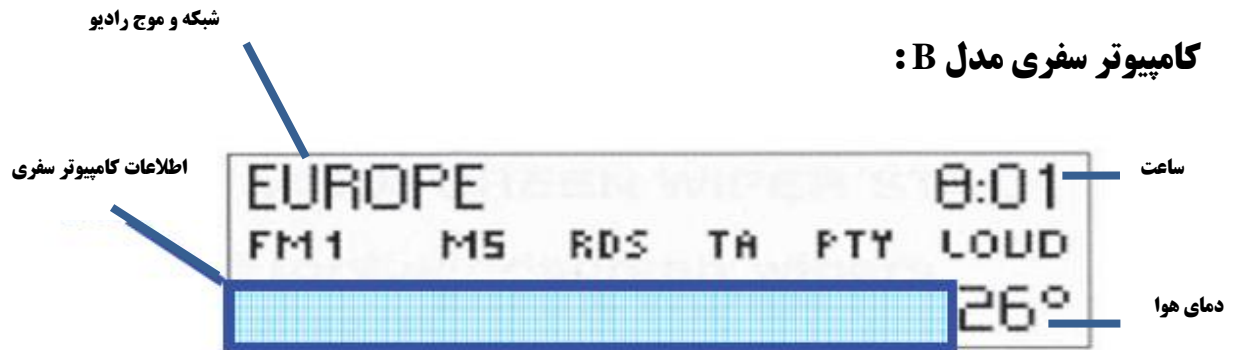 شبکه و موج رادیو
کامپیوتر سفری مدل B :
اطلاعات کامپیوتر سفری
ساعت
EUROPE 8:01
FM1 M5 RDS TA PTY LOUD
26°
دمای هوا